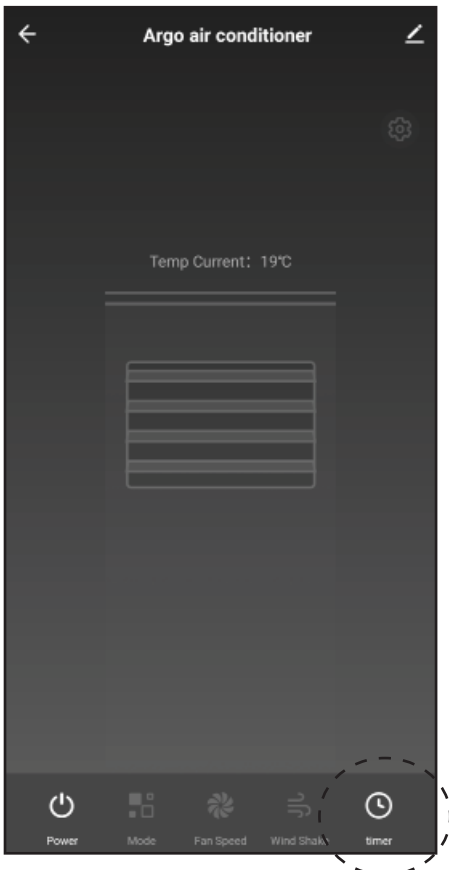 Argo air conditioner
Temp Current: 19℃
Power Mode Fan Speed Wind Shake timer